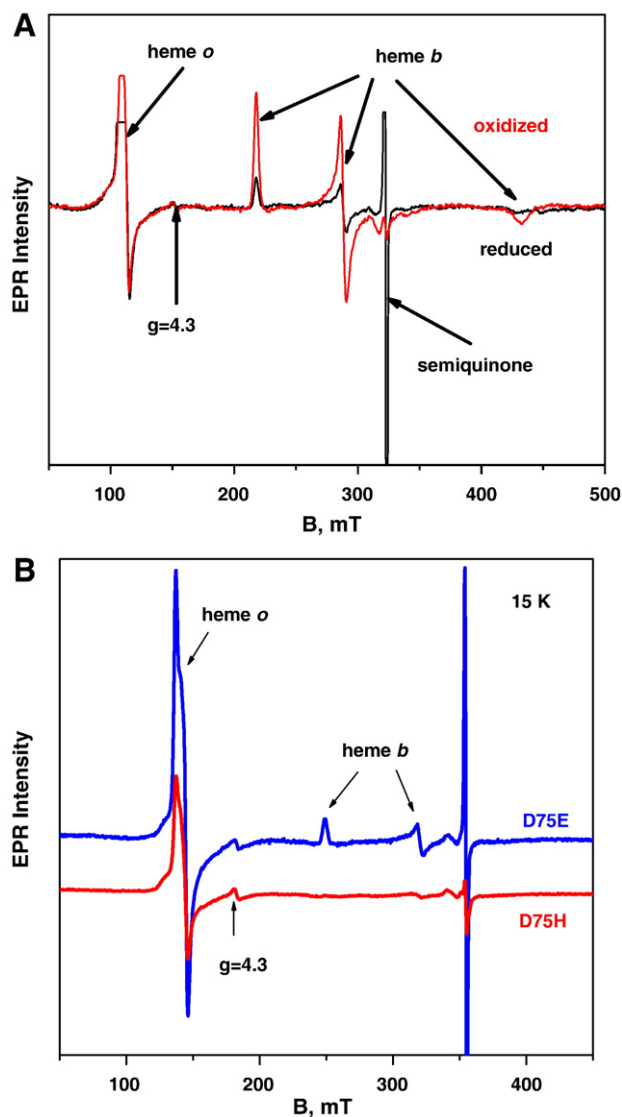 A
heme o
heme b
oxidized
reduced
g=4.3
semiquinone
EPR Intensity
100 200 300 400 500
B, mT
B
15 K
heme o
heme b
D75E
D75H
g=4.3
EPR Intensity
100 200 300 400
B, mT